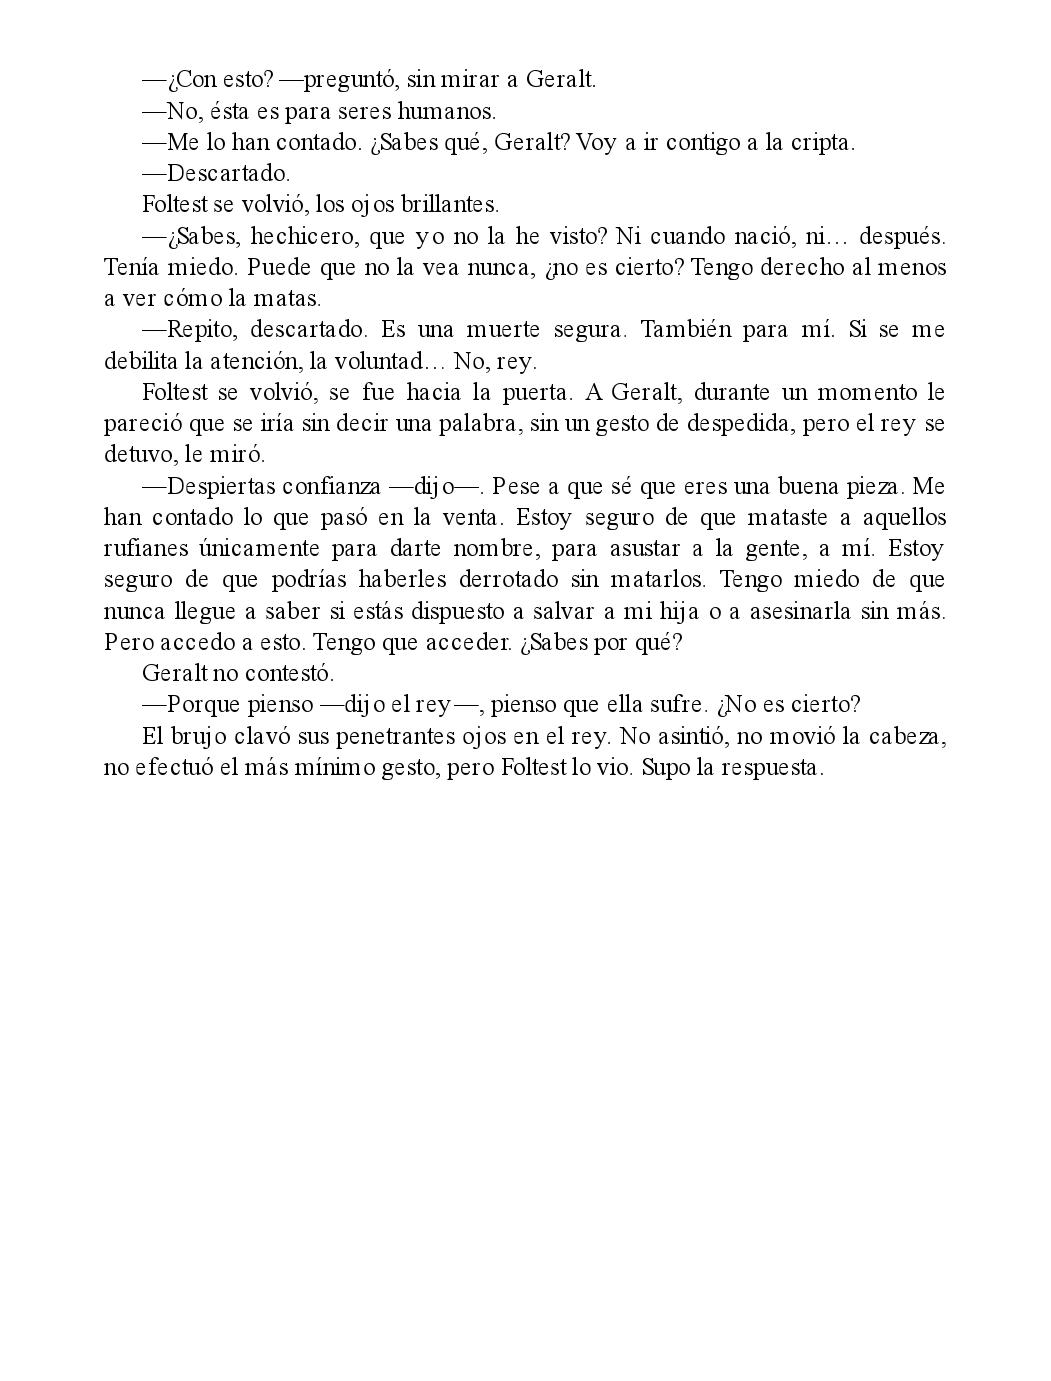 —¿Con esto? —preguntó, sin mirar a Geralt.
—No, ésta es para seres humanos.
—Me lo han contado. ¿Sabes qué, Geralt? Voy a ir contigo a la cripta.
—Descartado.
Foltest se volvió, los ojos brillantes.
—¿Sabes, hechicero, que yo no la he visto? Ni cuando nació, ni… después.
Tenía miedo. Puede que no la vea nunca, ¿no es cierto? Tengo derecho al menos
a ver cómo la matas.
—Repito, descartado. Es una muerte segura. También para mí. Si se me
debilita la atención, la voluntad… No, rey.
Foltest se volvió, se fue hacia la puerta. A Geralt, durante un momento le
pareció que se iría sin decir una palabra, sin un gesto de despedida, pero el rey se
detuvo, le miró.
—Despiertas confianza —dijo—. Pese a que sé que eres una buena pieza. Me
han contado lo que pasó en la venta. Estoy seguro de que mataste a aquellos
rufianes únicamente para darte nombre, para asustar a la gente, a mí. Estoy
seguro de que podrías haberles derrotado sin matarlos. Tengo miedo de que
nunca llegue a saber si estás dispuesto a salvar a mi hija o a asesinarla sin más.
Pero accedo a esto. Tengo que acceder. ¿Sabes por qué?
Geralt no contestó.
—Porque pienso —dijo el rey—, pienso que ella sufre. ¿No es cierto?
El brujo clavó sus penetrantes ojos en el rey. No asintió, no movió la cabeza,
no efectuó el más mínimo gesto, pero Foltest lo vio. Supo la respuesta.